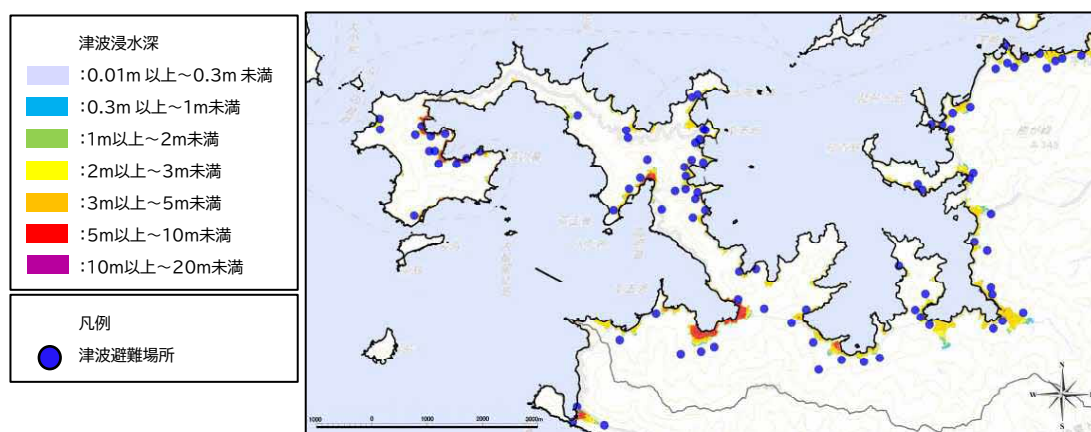 津波浸水深
:0.01m 以上～0.3m 未満
:0.3m 以上～1m未満
:1m以上～2m未満
:2m以上～3m未満
:3m以上～5m未満
:5m以上～10m未満
:10m以上～20m未満
凡例
津波避難場所
N
W
S
1000 0 1000 2000 3000m